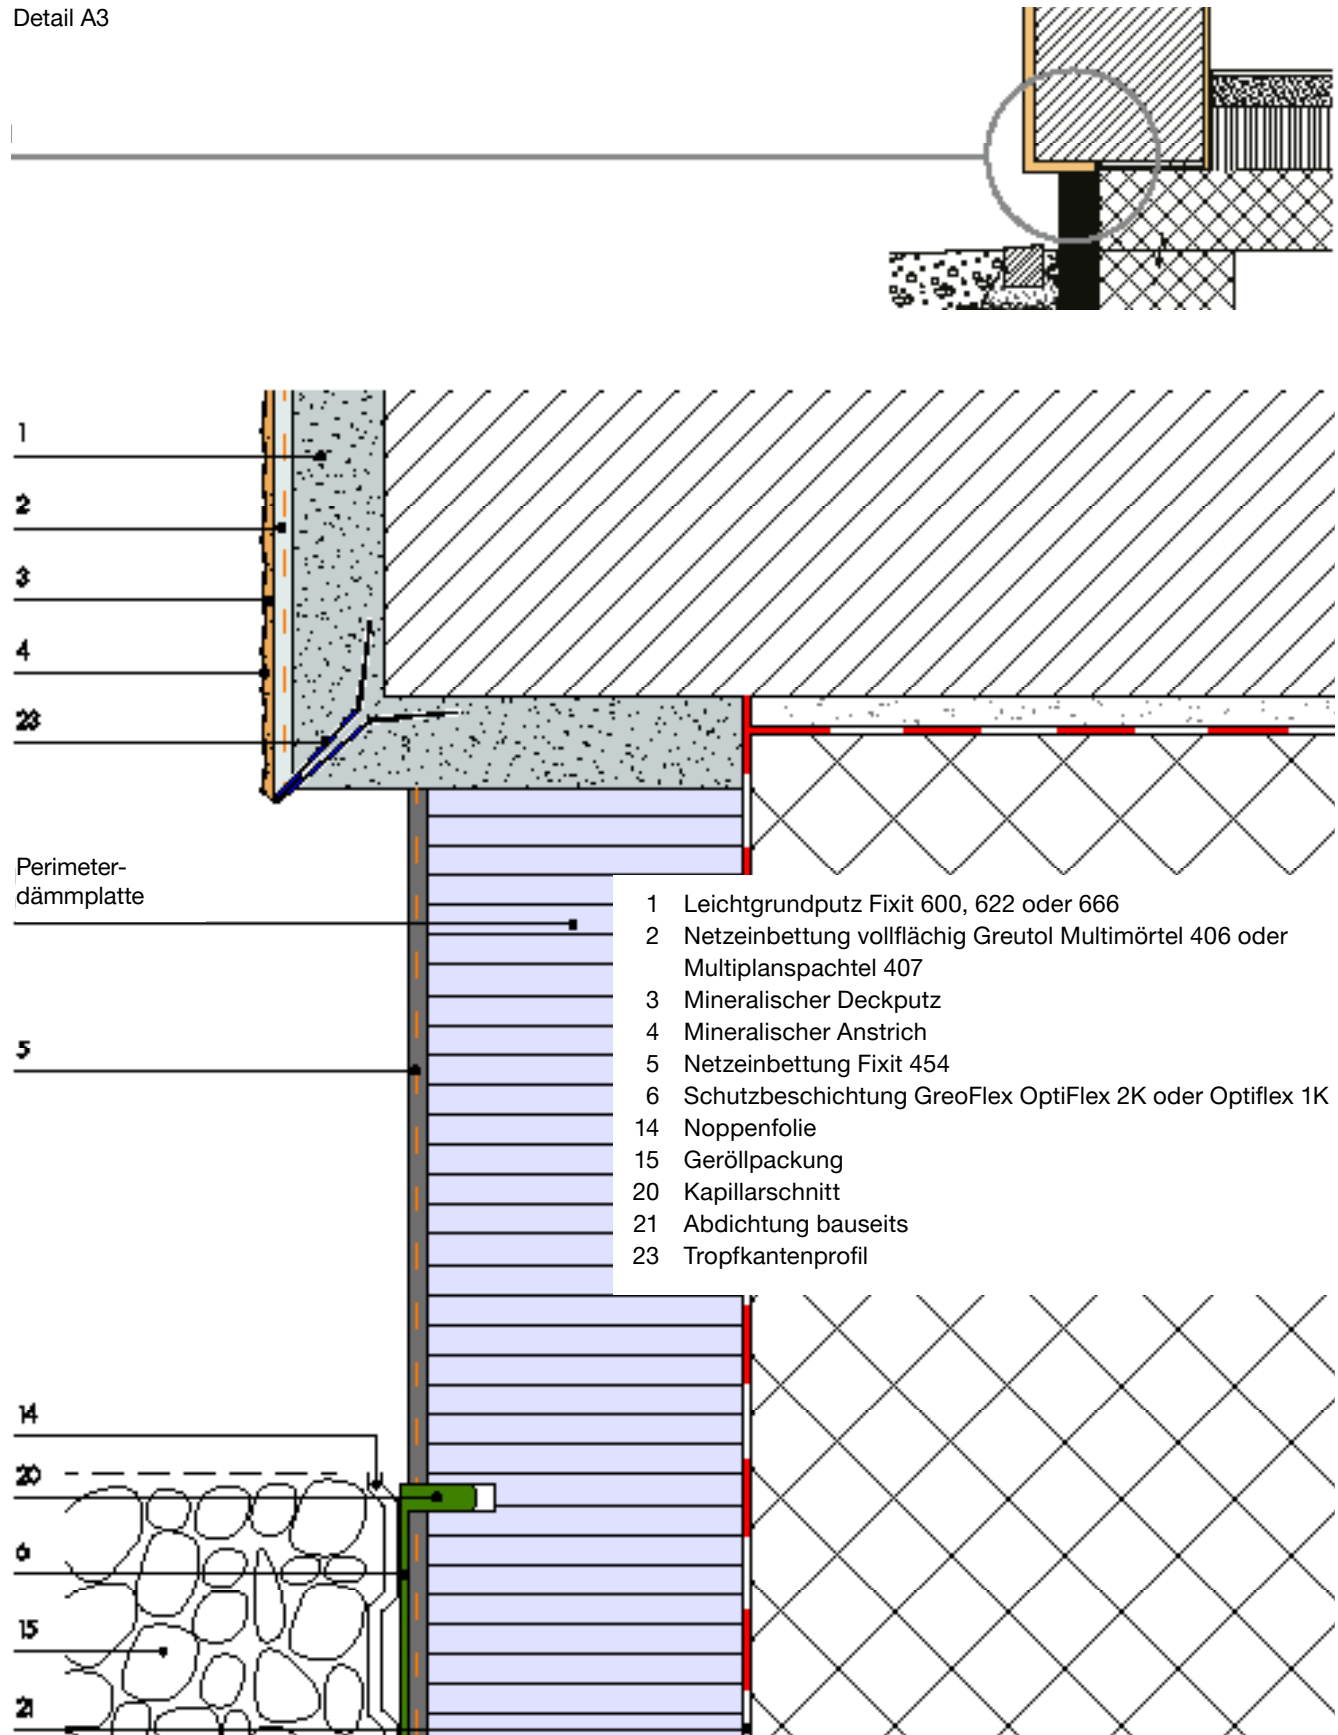 Detail A3
1
2
3
4
23
Perimeter-
dämmplatte
5
1 Leichtgrundputz Fixit 600, 622 oder 666
2 Netzeinbettung vollflächig Greutol Multimörtel 406 oder
Multiplanspachtel 407
3 Mineralischer Deckputz
4 Mineralischer Anstrich
5 Netzeinbettung Fixit 454
6 Schutzbeschichtung GreoFlex OptiFlex 2K oder Optiflex 1K
14 Noppenfolie
15 Geröllpackung
20 Kapillarschnitt
21 Abdichtung bauseits
23 Tropfkantenprofil
14
20
6
15
21